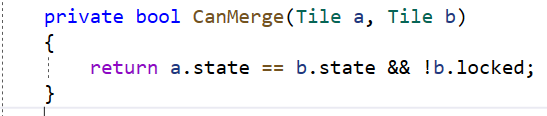 private bool CanMerge(Tile a, Tile b)
{
return a.state == b.state && !b.locked;
}